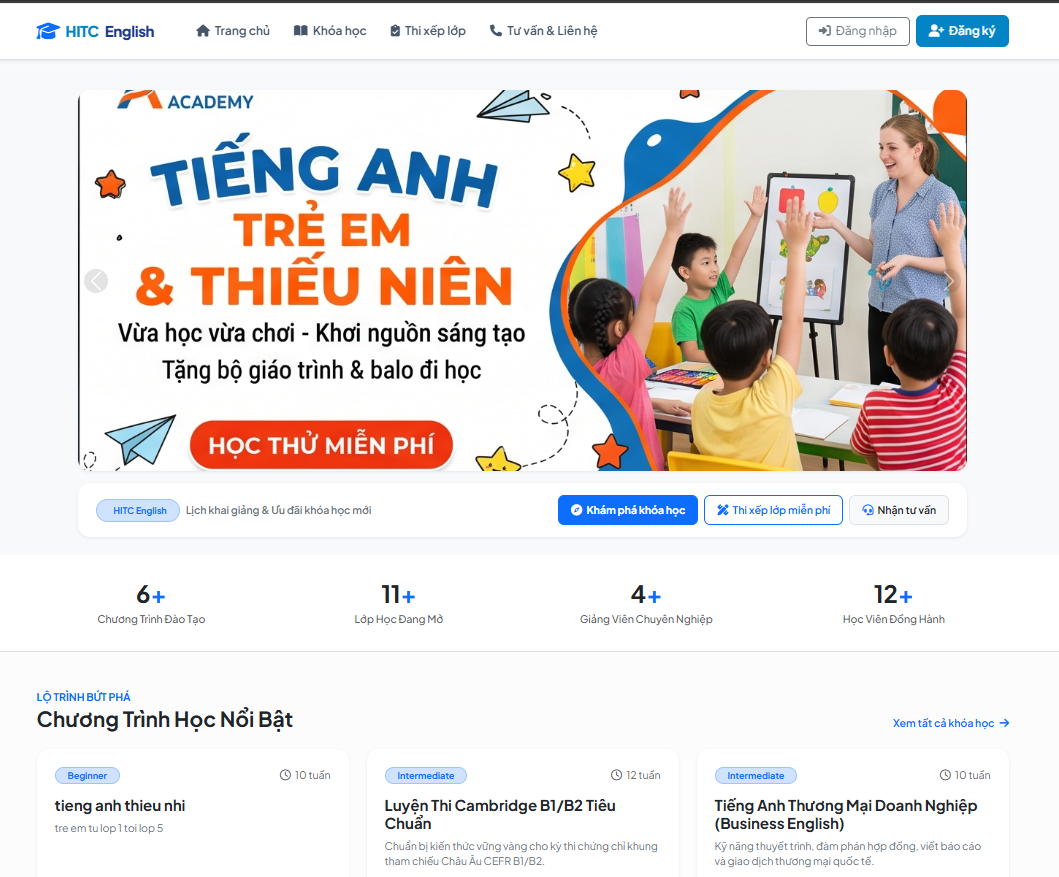 HITC English
Trang chủ
Khóa học
Thi xếp lớp
Tư vấn & Liên hệ
Đăng nhập
Đăng ký
ACADEMY
TIẾNG ANH
TRẺ EM
& THIẾU NIÊN
Vừa học vừa chơi - Khơi nguồn sáng tạo
Tặng bộ giáo trình & balo đi học
HỌC THỬ MIỄN PHÍ
HITC English
Lịch khai giảng & Ưu đãi khóa học mới
Khám phá khóa học
Thi xếp lớp miễn phí
Nhận tư vấn
6+
11+
4+
12+
Chương Trình Đào Tạo
Lớp Học Đang Mở
Giảng Viên Chuyên Nghiệp
Học Viên Đồng Hành
LỘ TRÌNH BỨT PHÁ
Chương Trình Học Nổi Bật
Xem tất cả khóa học
Beginner
10 tuần
tieng anh thieu nhi
tre em tu lop 1 toi lop 5
Intermediate
12 tuần
Luyện Thi Cambridge B1/B2 Tiêu
Chuẩn
Chuẩn bị kiến thức vững vàng cho kỳ thi chứng chỉ khung
tham chiếu Châu Âu CEFR B1/B2.
Intermediate
10 tuần
Tiếng Anh Thương Mại Doanh Nghiệp
(Business English)
Kỹ năng thuyết trình, đàm phán hợp đồng, viết báo cáo
và giao dịch thương mại quốc tế.